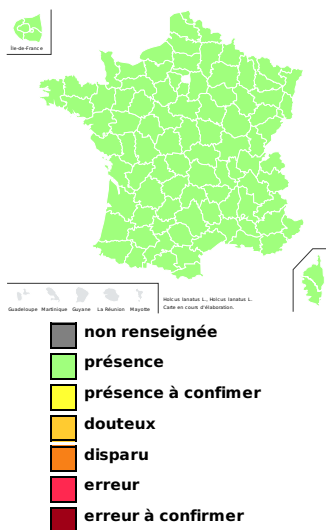 Île-de-France
Guadeloupe Martinique Guyane La Réunion Mayotte
Holcus lanatus L., Holcus lanatus L.
Carte en cours d'élaboration.
non renseignée
présence
présence à confimer
douteux
disparu
erreur
erreur à confirmer